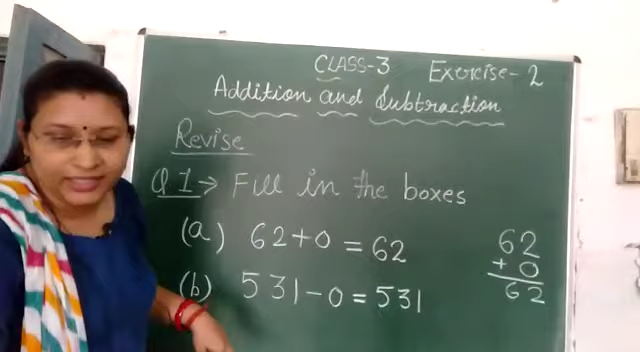 CLASS-3 Exercise-2
Addition and Subtraction
Revise
Q1→ Fill in the boxes
(a) 62+0=62
(b) 531-0=531
62
+ 0
62